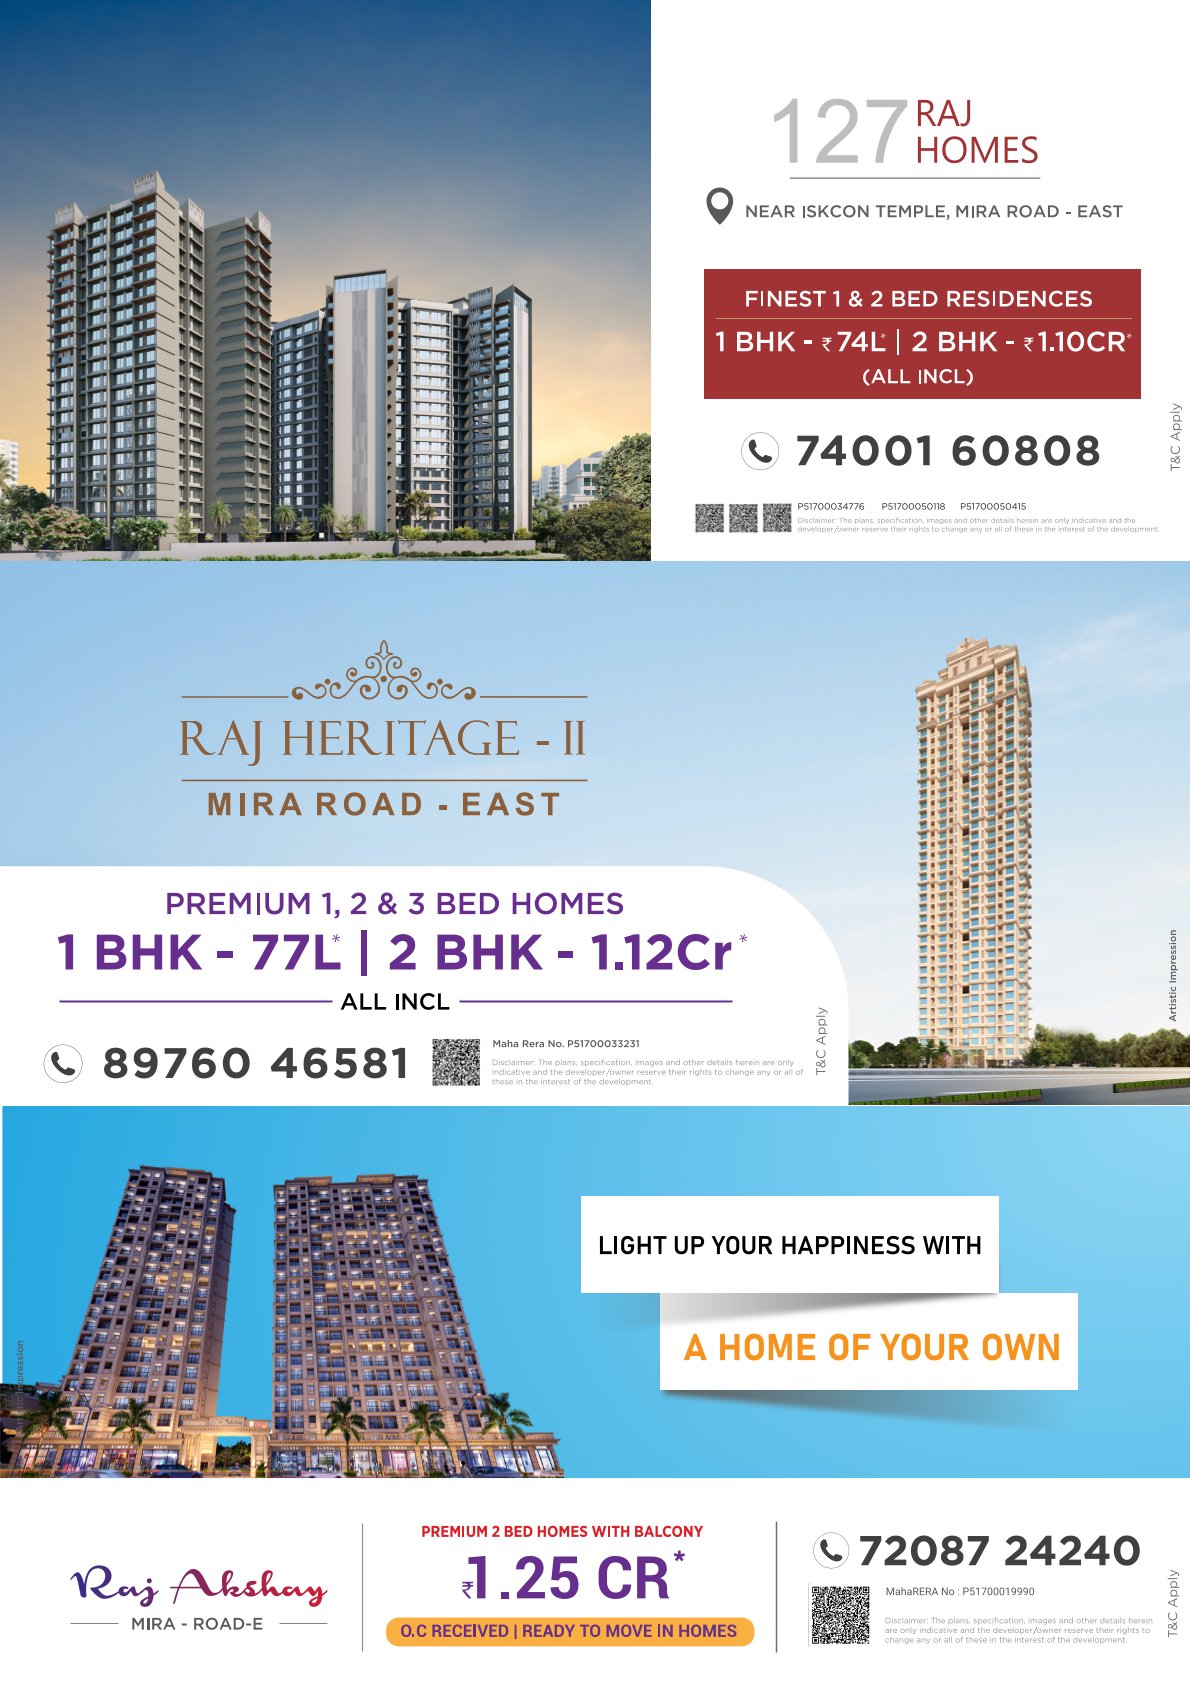 127 RAJ
HOMES
NEAR ISKCON TEMPLE, MIRA ROAD - EAST
FINEST 1 & 2 BED RESIDENCES
1 BHK - ₹ 74L* | 2 BHK - ₹ 1.10CR*
(ALL INCL)
74001 60808
T&C Apply
P51700034776 P51700050118 P51700050415
Disclaimer: The plans, specification, images and other details herein are only indicative and the
developer/owner reserve their rights to change any or all of these in the interest of the development.
RAJ HERITAGE - II
MIRA ROAD - EAST
PREMIUM 1, 2 & 3 BED HOMES
1 BHK - 77L* | 2 BHK - 1.12Cr*
ALL INCL
89760 46581
Maha Rera No. P51700033231
Disclaimer: The plans, specification, images and other details herein are only
indicative and the developer/owner reserve their rights to change any or all of
these in the interest of the development.
T&C Apply
Artistic Impression
LIGHT UP YOUR HAPPINESS WITH
A HOME OF YOUR OWN
Artistic Impression
Raj Akshay
MIRA - ROAD-E
PREMIUM 2 BED HOMES WITH BALCONY
₹1.25 CR*
O.C RECEIVED | READY TO MOVE IN HOMES
72087 24240
MahaRERA No : P51700019990
Disclaimer: The plans, specification, images and other details herein
are only indicative and the developer/owner reserve their rights to
change any or all of these in the interest of the development.
T&C Apply